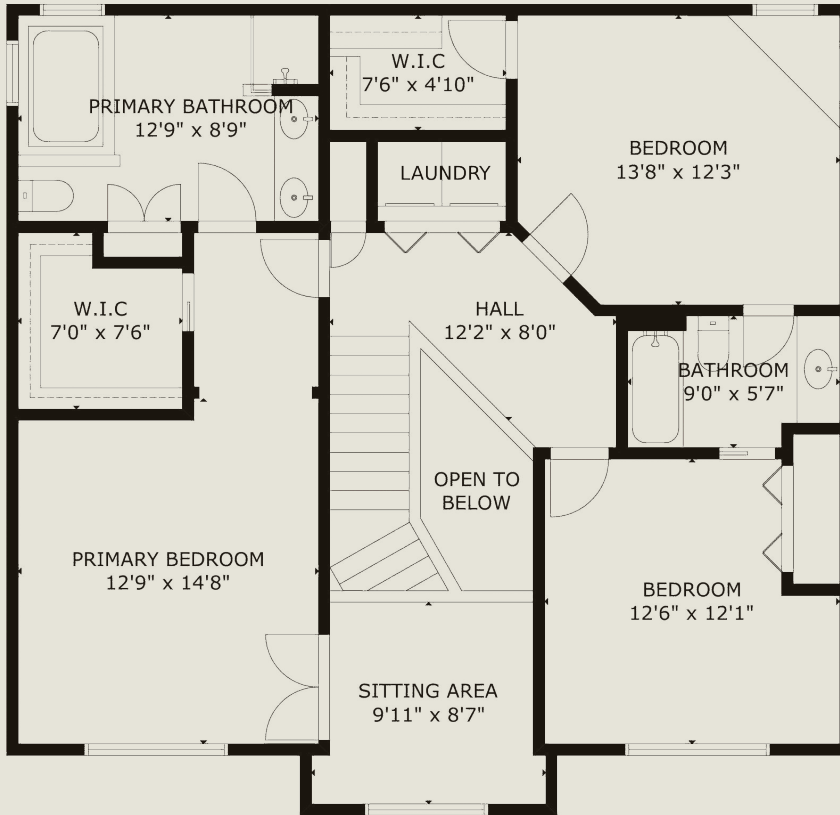 W.I.C
7'6" x 4'10"
PRIMARY BATHROOM
12'9" x 8'9"
BEDROOM
13'8" x 12'3"
LAUNDRY
W.I.C
7'0" x 7'6"
HALL
12'2" x 8'0"
BATHROOM
9'0" x 5'7"
OPEN TO
BELOW
PRIMARY BEDROOM
12'9" x 14'8"
BEDROOM
12'6" x 12'1"
SITTING AREA
9'11" x 8'7"